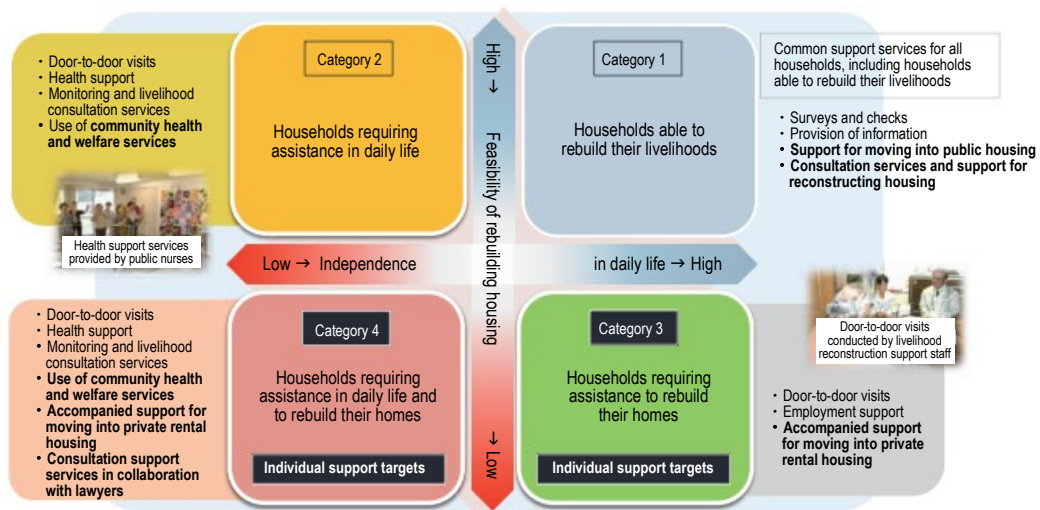 ・Door-to-door visits
・Health support
・Monitoring and livelihood
consultation services
・Use of community health
and welfare services
Health support services
provided by public nurses
Category 2
Households requiring
assistance in daily life
Category 1
Households able to
rebuild their livelihoods
Common support services for all
households, including households
able to rebuild their livelihoods
・Surveys and checks
・Provision of information
・Support for moving into public housing
・Consultation services and support for
reconstructing housing
High →
Feasibility of rebuilding housing
→ Low
Low → Independence
in daily life → High
・Door-to-door visits
・Health support
・Monitoring and livelihood
consultation services
・Use of community health
and welfare services
・Accompanied support for
moving into private rental
housing
・Consultation support
services in collaboration
with lawyers
Category 4
Households requiring
assistance in daily life and
to rebuild their homes
Individual support targets
Category 3
Households requiring
assistance to rebuild
their homes
Individual support targets
Door-to-door visits
conducted by livelihood
reconstruction support staff
・Door-to-door visits
・Employment support
・Accompanied support
for moving into private
rental housing